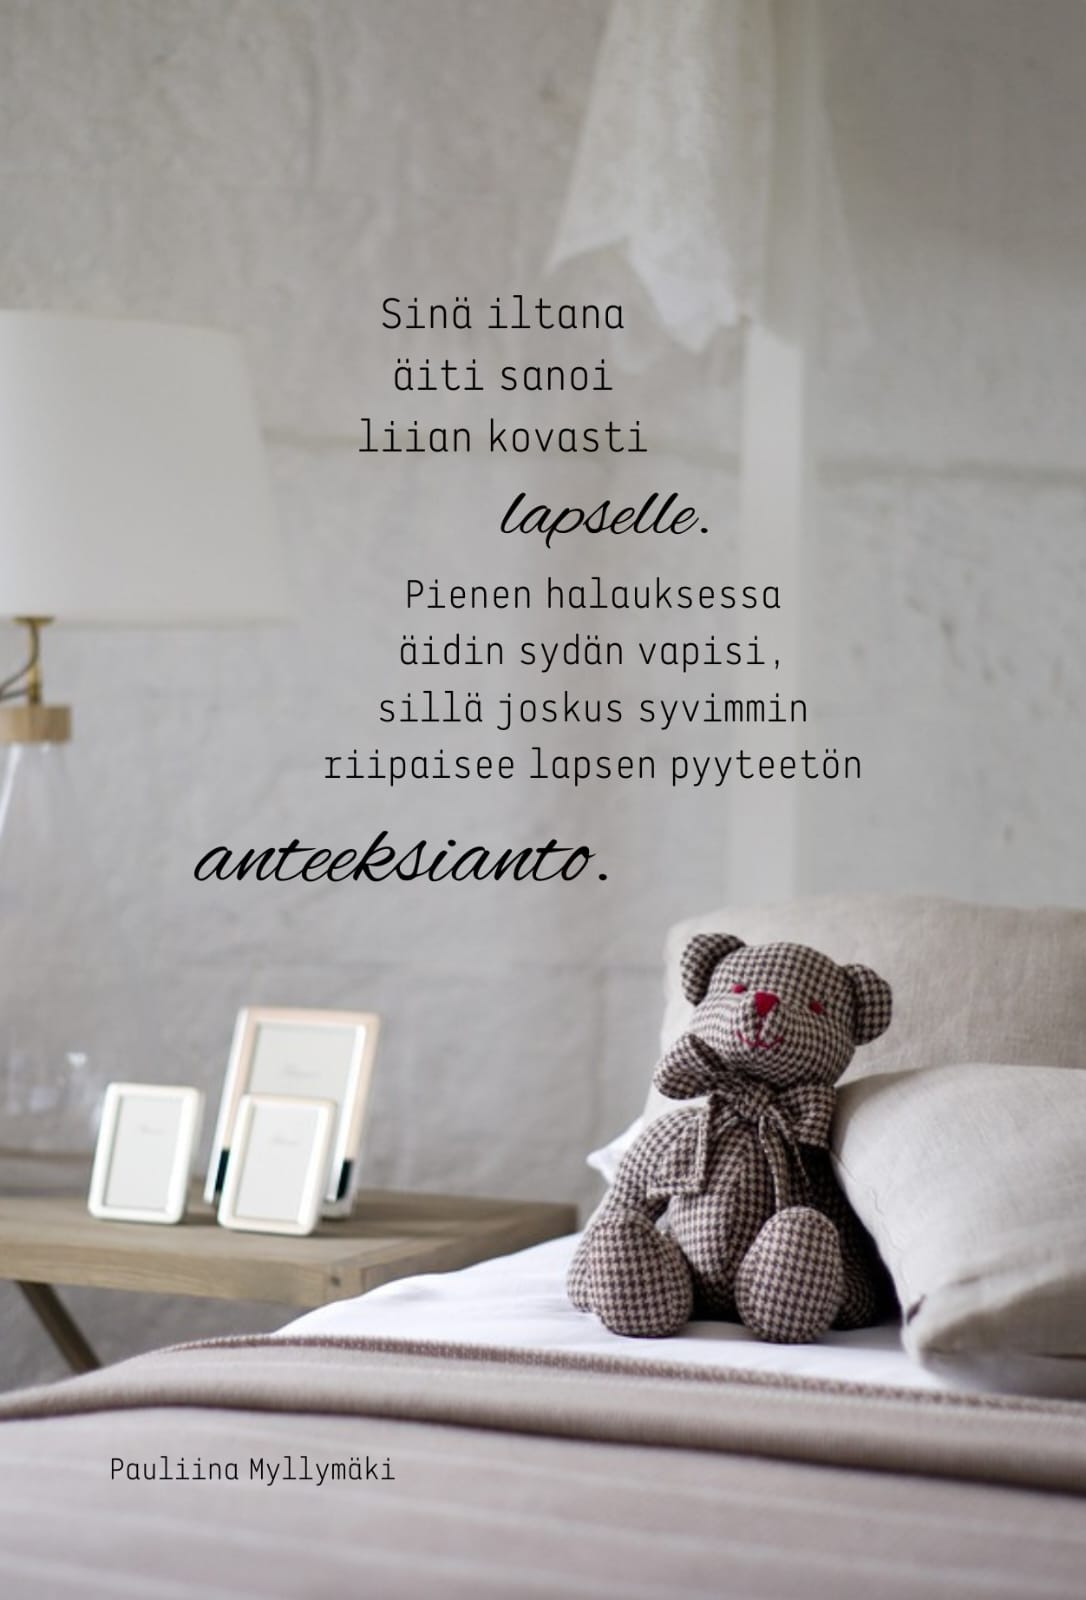 Sinä iltana
äiti sanoi
liian kovasti
lapselle.
Pienen halauksessa
äidin sydän vapisi,
sillä joskus syvimmin
riipaisee lapsen pyyteetön
anteeksianto.
Pauliina Myllymäki